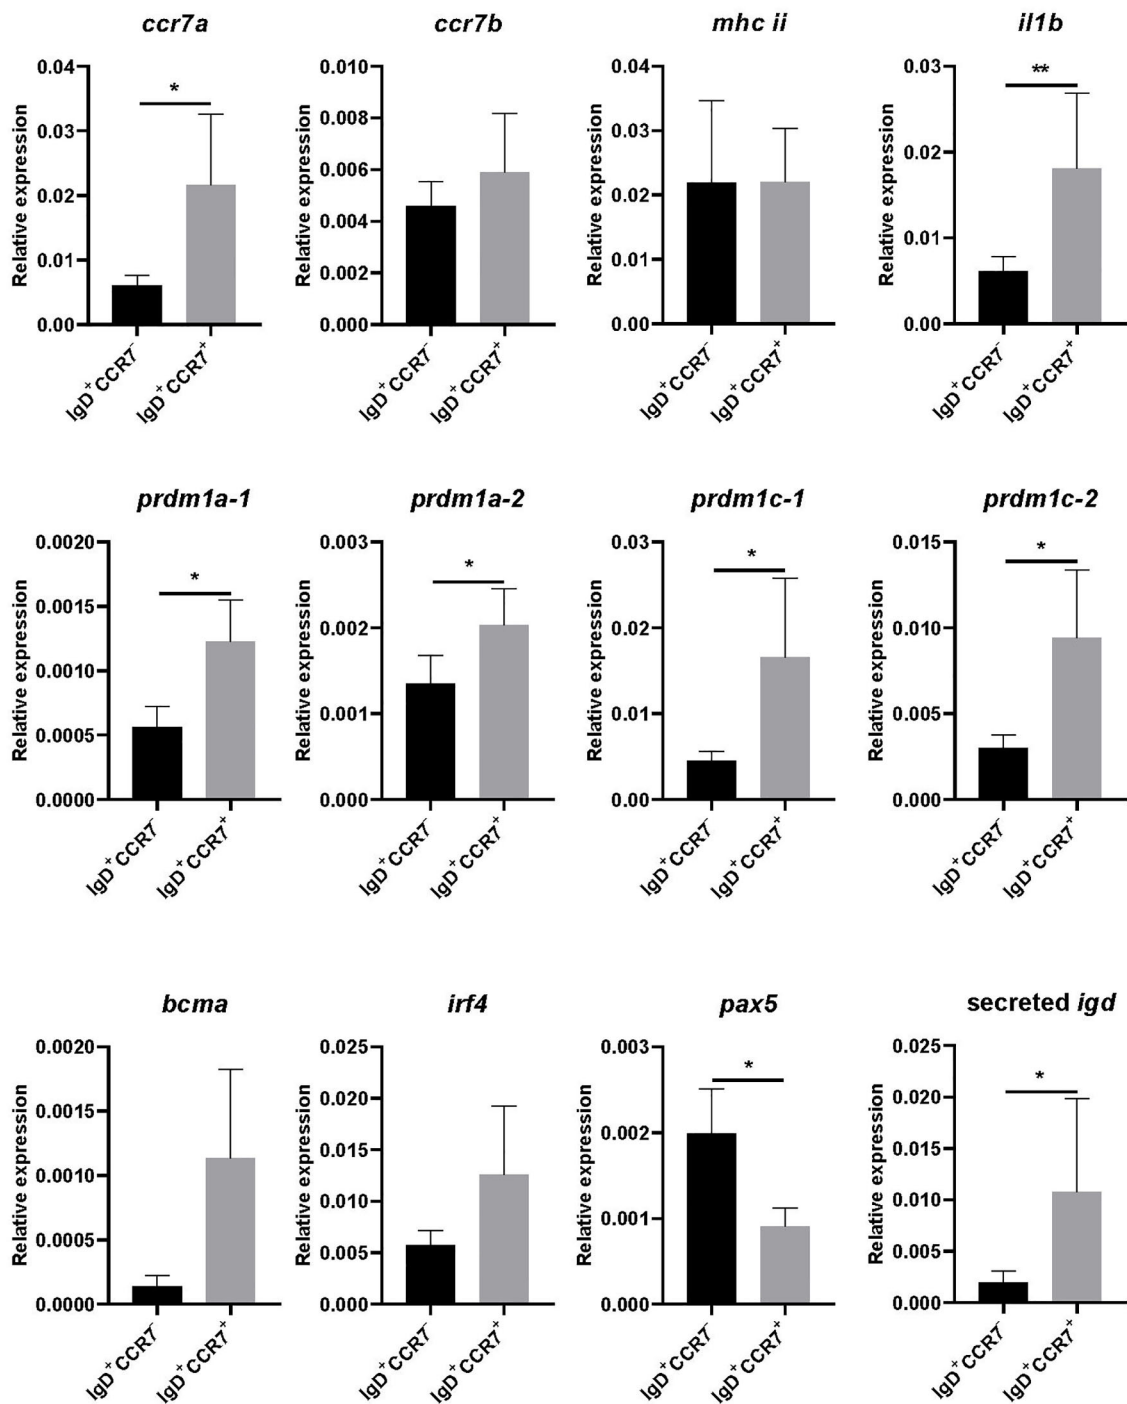 ccr7a
ccr7b
mhc ii
il1b
Relative expression
0.04
0.03
0.02
0.01
0.00
*
IgD⁺CCR7⁻
IgD⁺CCR7⁺
Relative expression
0.010
0.008
0.006
0.004
0.002
0.000
IgD⁺CCR7⁻
IgD⁺CCR7⁺
Relative expression
0.04
0.03
0.02
0.01
0.00
IgD⁺CCR7⁻
IgD⁺CCR7⁺
Relative expression
0.03
0.02
0.01
0.00
**
IgD⁺CCR7⁻
IgD⁺CCR7⁺
prdm1a-1
prdm1a-2
prdm1c-1
prdm1c-2
Relative expression
0.0020
0.0015
0.0010
0.0005
0.0000
*
IgD⁺CCR7⁻
IgD⁺CCR7⁺
Relative expression
0.003
0.002
0.001
0.000
*
IgD⁺CCR7⁻
IgD⁺CCR7⁺
Relative expression
0.03
0.02
0.01
0.00
*
IgD⁺CCR7⁻
IgD⁺CCR7⁺
Relative expression
0.015
0.010
0.005
0.000
*
IgD⁺CCR7⁻
IgD⁺CCR7⁺
bcma
irf4
pax5
secreted igd
Relative expression
0.0020
0.0015
0.0010
0.0005
0.0000
IgD⁺CCR7⁻
IgD⁺CCR7⁺
Relative expression
0.025
0.020
0.015
0.010
0.005
0.000
IgD⁺CCR7⁻
IgD⁺CCR7⁺
Relative expression
0.003
0.002
0.001
0.000
*
IgD⁺CCR7⁻
IgD⁺CCR7⁺
Relative expression
0.025
0.020
0.015
0.010
0.005
0.000
*
IgD⁺CCR7⁻
IgD⁺CCR7⁺